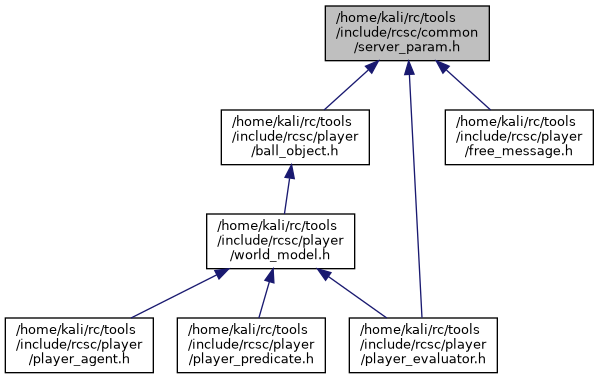 /home/kali/rc/tools
/include/rcsc/common
/server_param.h
/home/kali/rc/tools
/include/rcsc/player
/ball_object.h
/home/kali/rc/tools
/include/rcsc/player
/free_message.h
/home/kali/rc/tools
/include/rcsc/player
/world_model.h
/home/kali/rc/tools
/include/rcsc/player
/player_agent.h
/home/kali/rc/tools
/include/rcsc/player
/player_predicate.h
/home/kali/rc/tools
/include/rcsc/player
/player_evaluator.h